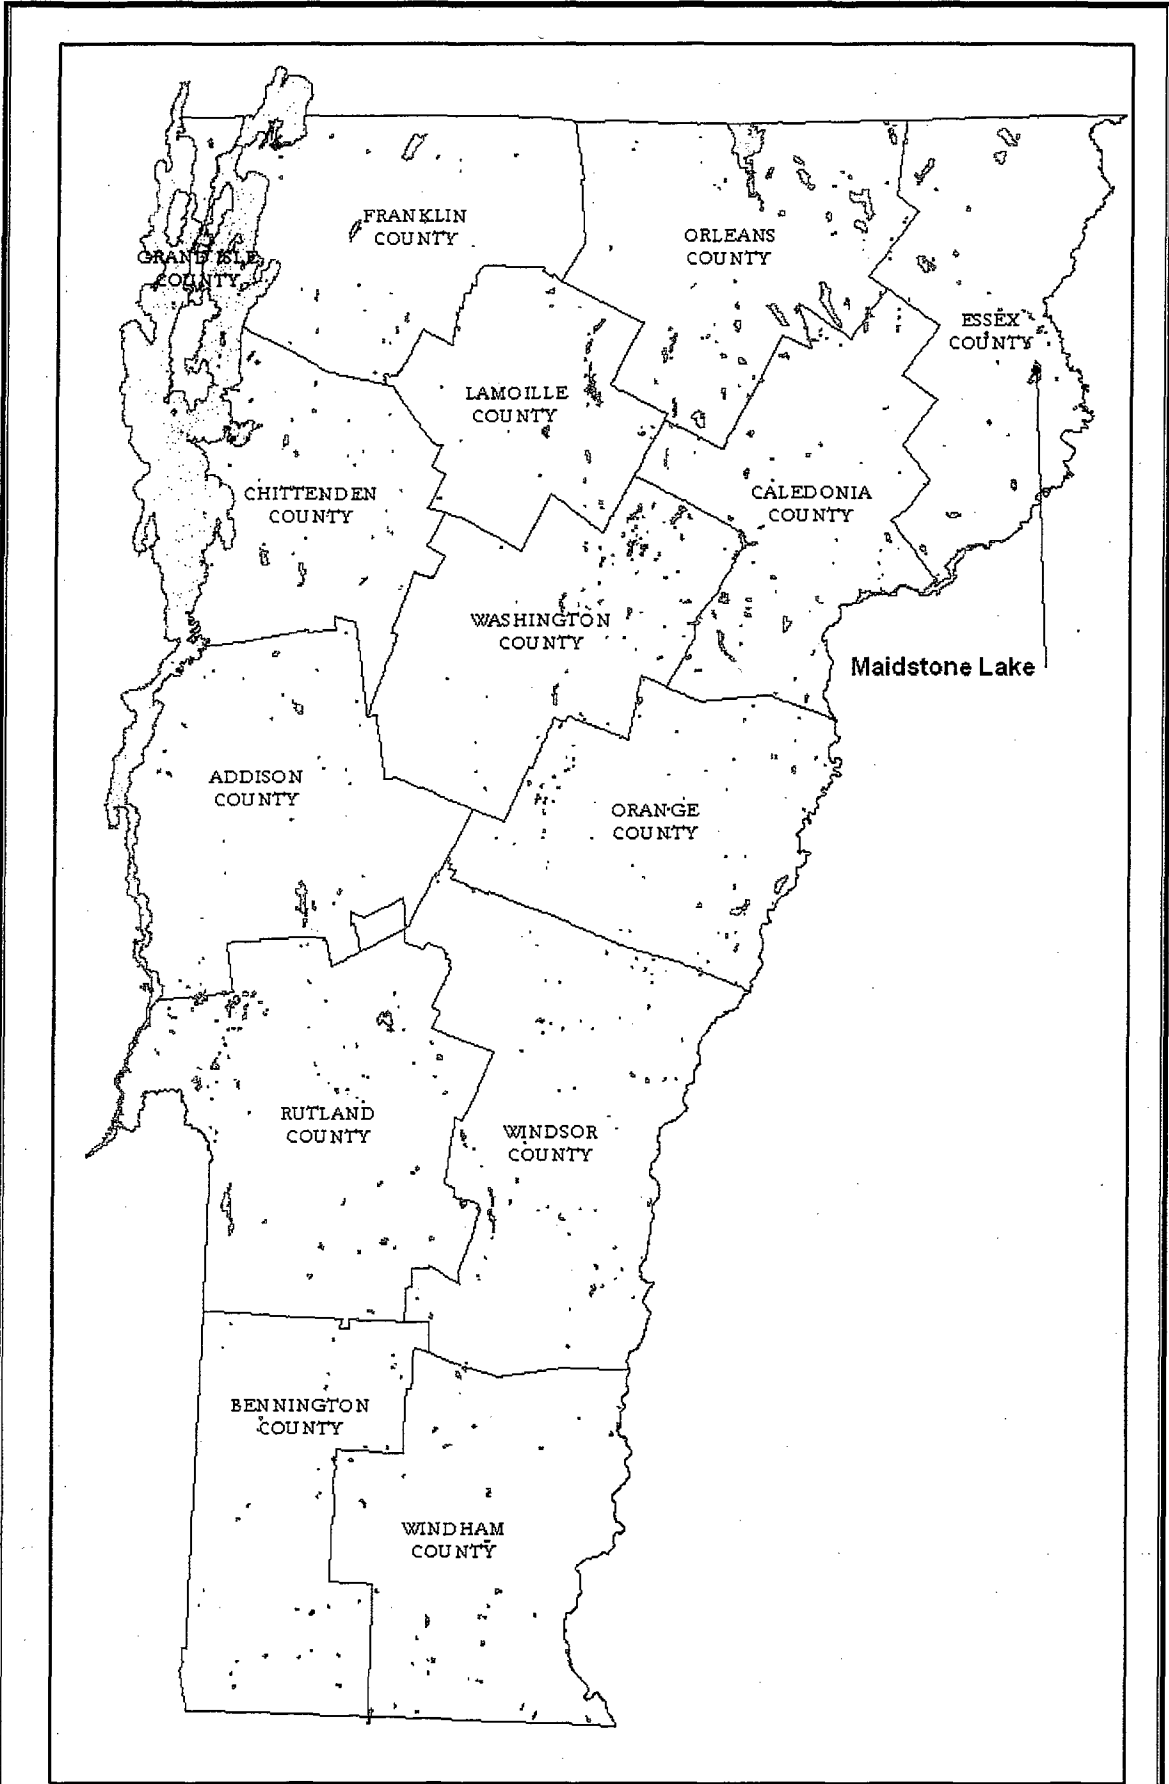 FRANKLIN
COUNTY
ORLEANS
COUNTY
GRAND ISLE
COUNTY
ESSEX
COUNTY
LAMOILLE
COUNTY
CHITTENDEN
COUNTY
CALEDONIA
COUNTY
WASHINGTON
COUNTY
Maidstone Lake
ADDISON
COUNTY
ORANGE
COUNTY
RUTLAND
COUNTY
WINDSOR
COUNTY
BENNINGTON
COUNTY
WINDHAM
COUNTY